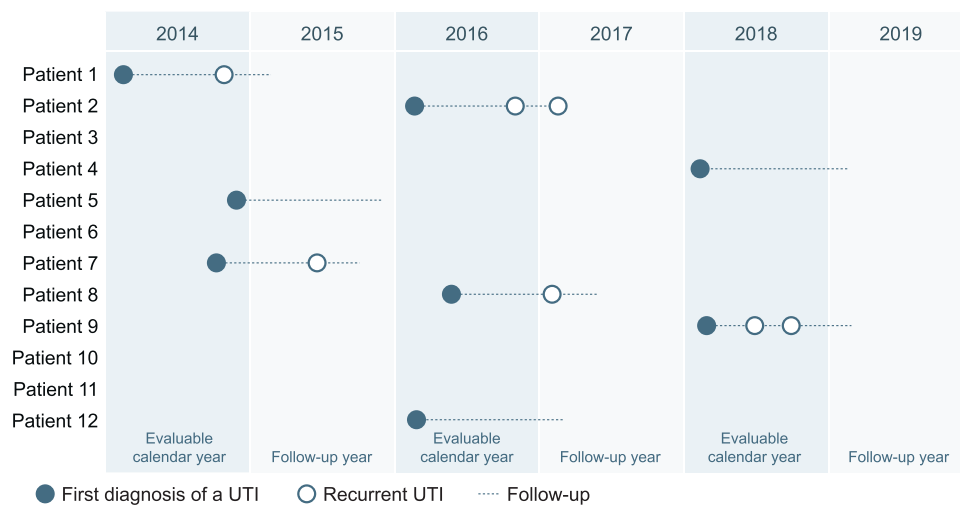 2014 2015 2016 2017 2018 2019
Patient 1
Patient 2
Patient 3
Patient 4
Patient 5
Patient 6
Patient 7
Patient 8
Patient 9
Patient 10
Patient 11
Patient 12
Evaluable
calendar year
Follow-up year
Evaluable
calendar year
Follow-up year
Evaluable
calendar year
Follow-up year
First diagnosis of a UTI Recurrent UTI Follow-up